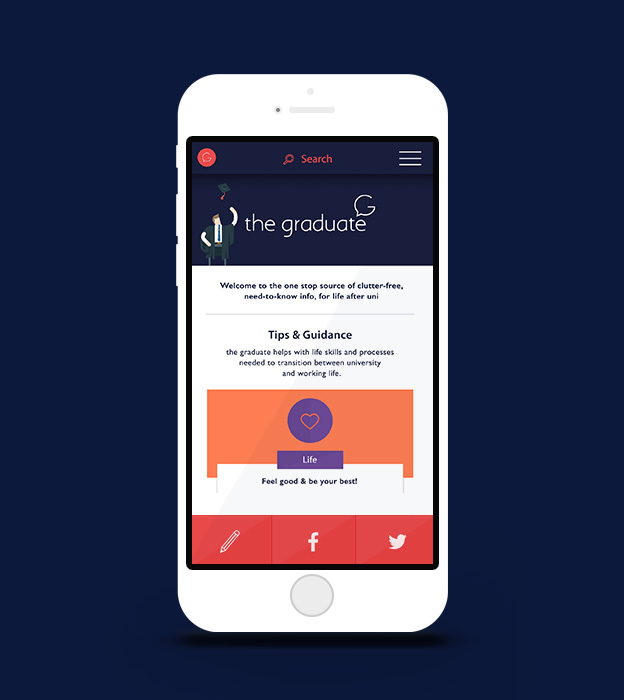 Search
the graduate G
Welcome to the one stop source of clutter-free,
need-to-know info, for life after uni
Tips & Guidance
the graduate helps with life skills and processes
needed to transition between university
and working life.
Life
Feel good & be your best!